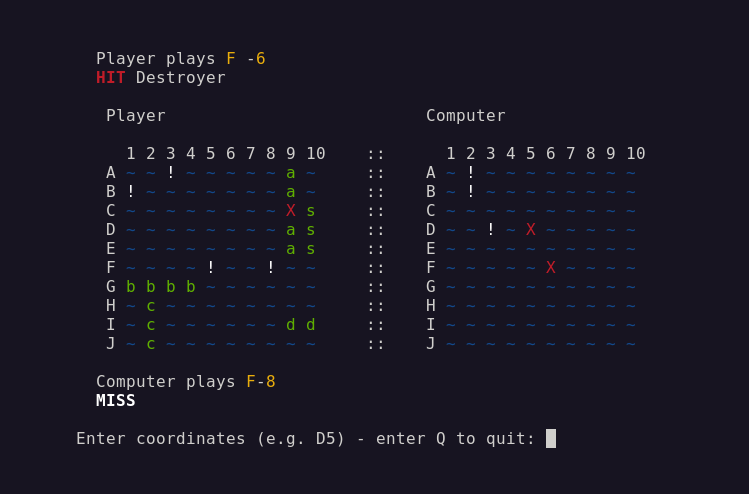 Player plays F -6
HIT Destroyer
Player Computer
1 2 3 4 5 6 7 8 9 10 :: 1 2 3 4 5 6 7 8 9 10
A ~ ~ ! ~ ~ ~ ~ ~ a ~ :: A ~ ! ~ ~ ~ ~ ~ ~ ~ ~
B ! ~ ~ ~ ~ ~ ~ ~ a ~ :: B ~ ! ~ ~ ~ ~ ~ ~ ~ ~
C ~ ~ ~ ~ ~ ~ ~ ~ X s :: C ~ ~ ~ ~ ~ ~ ~ ~ ~ ~
D ~ ~ ~ ~ ~ ~ ~ ~ a s :: D ~ ~ ! ~ X ~ ~ ~ ~ ~
E ~ ~ ~ ~ ~ ~ ~ ~ a s :: E ~ ~ ~ ~ ~ ~ ~ ~ ~ ~
F ~ ~ ~ ~ ! ~ ~ ! ~ ~ :: F ~ ~ ~ ~ ~ X ~ ~ ~ ~
G b b b b ~ ~ ~ ~ ~ ~ :: G ~ ~ ~ ~ ~ ~ ~ ~ ~ ~
H ~ c ~ ~ ~ ~ ~ ~ ~ ~ :: H ~ ~ ~ ~ ~ ~ ~ ~ ~ ~
I ~ c ~ ~ ~ ~ ~ ~ d d :: I ~ ~ ~ ~ ~ ~ ~ ~ ~ ~
J ~ c ~ ~ ~ ~ ~ ~ ~ ~ :: J ~ ~ ~ ~ ~ ~ ~ ~ ~ ~
Computer plays F-8
MISS
Enter coordinates (e.g. D5) - enter Q to quit: